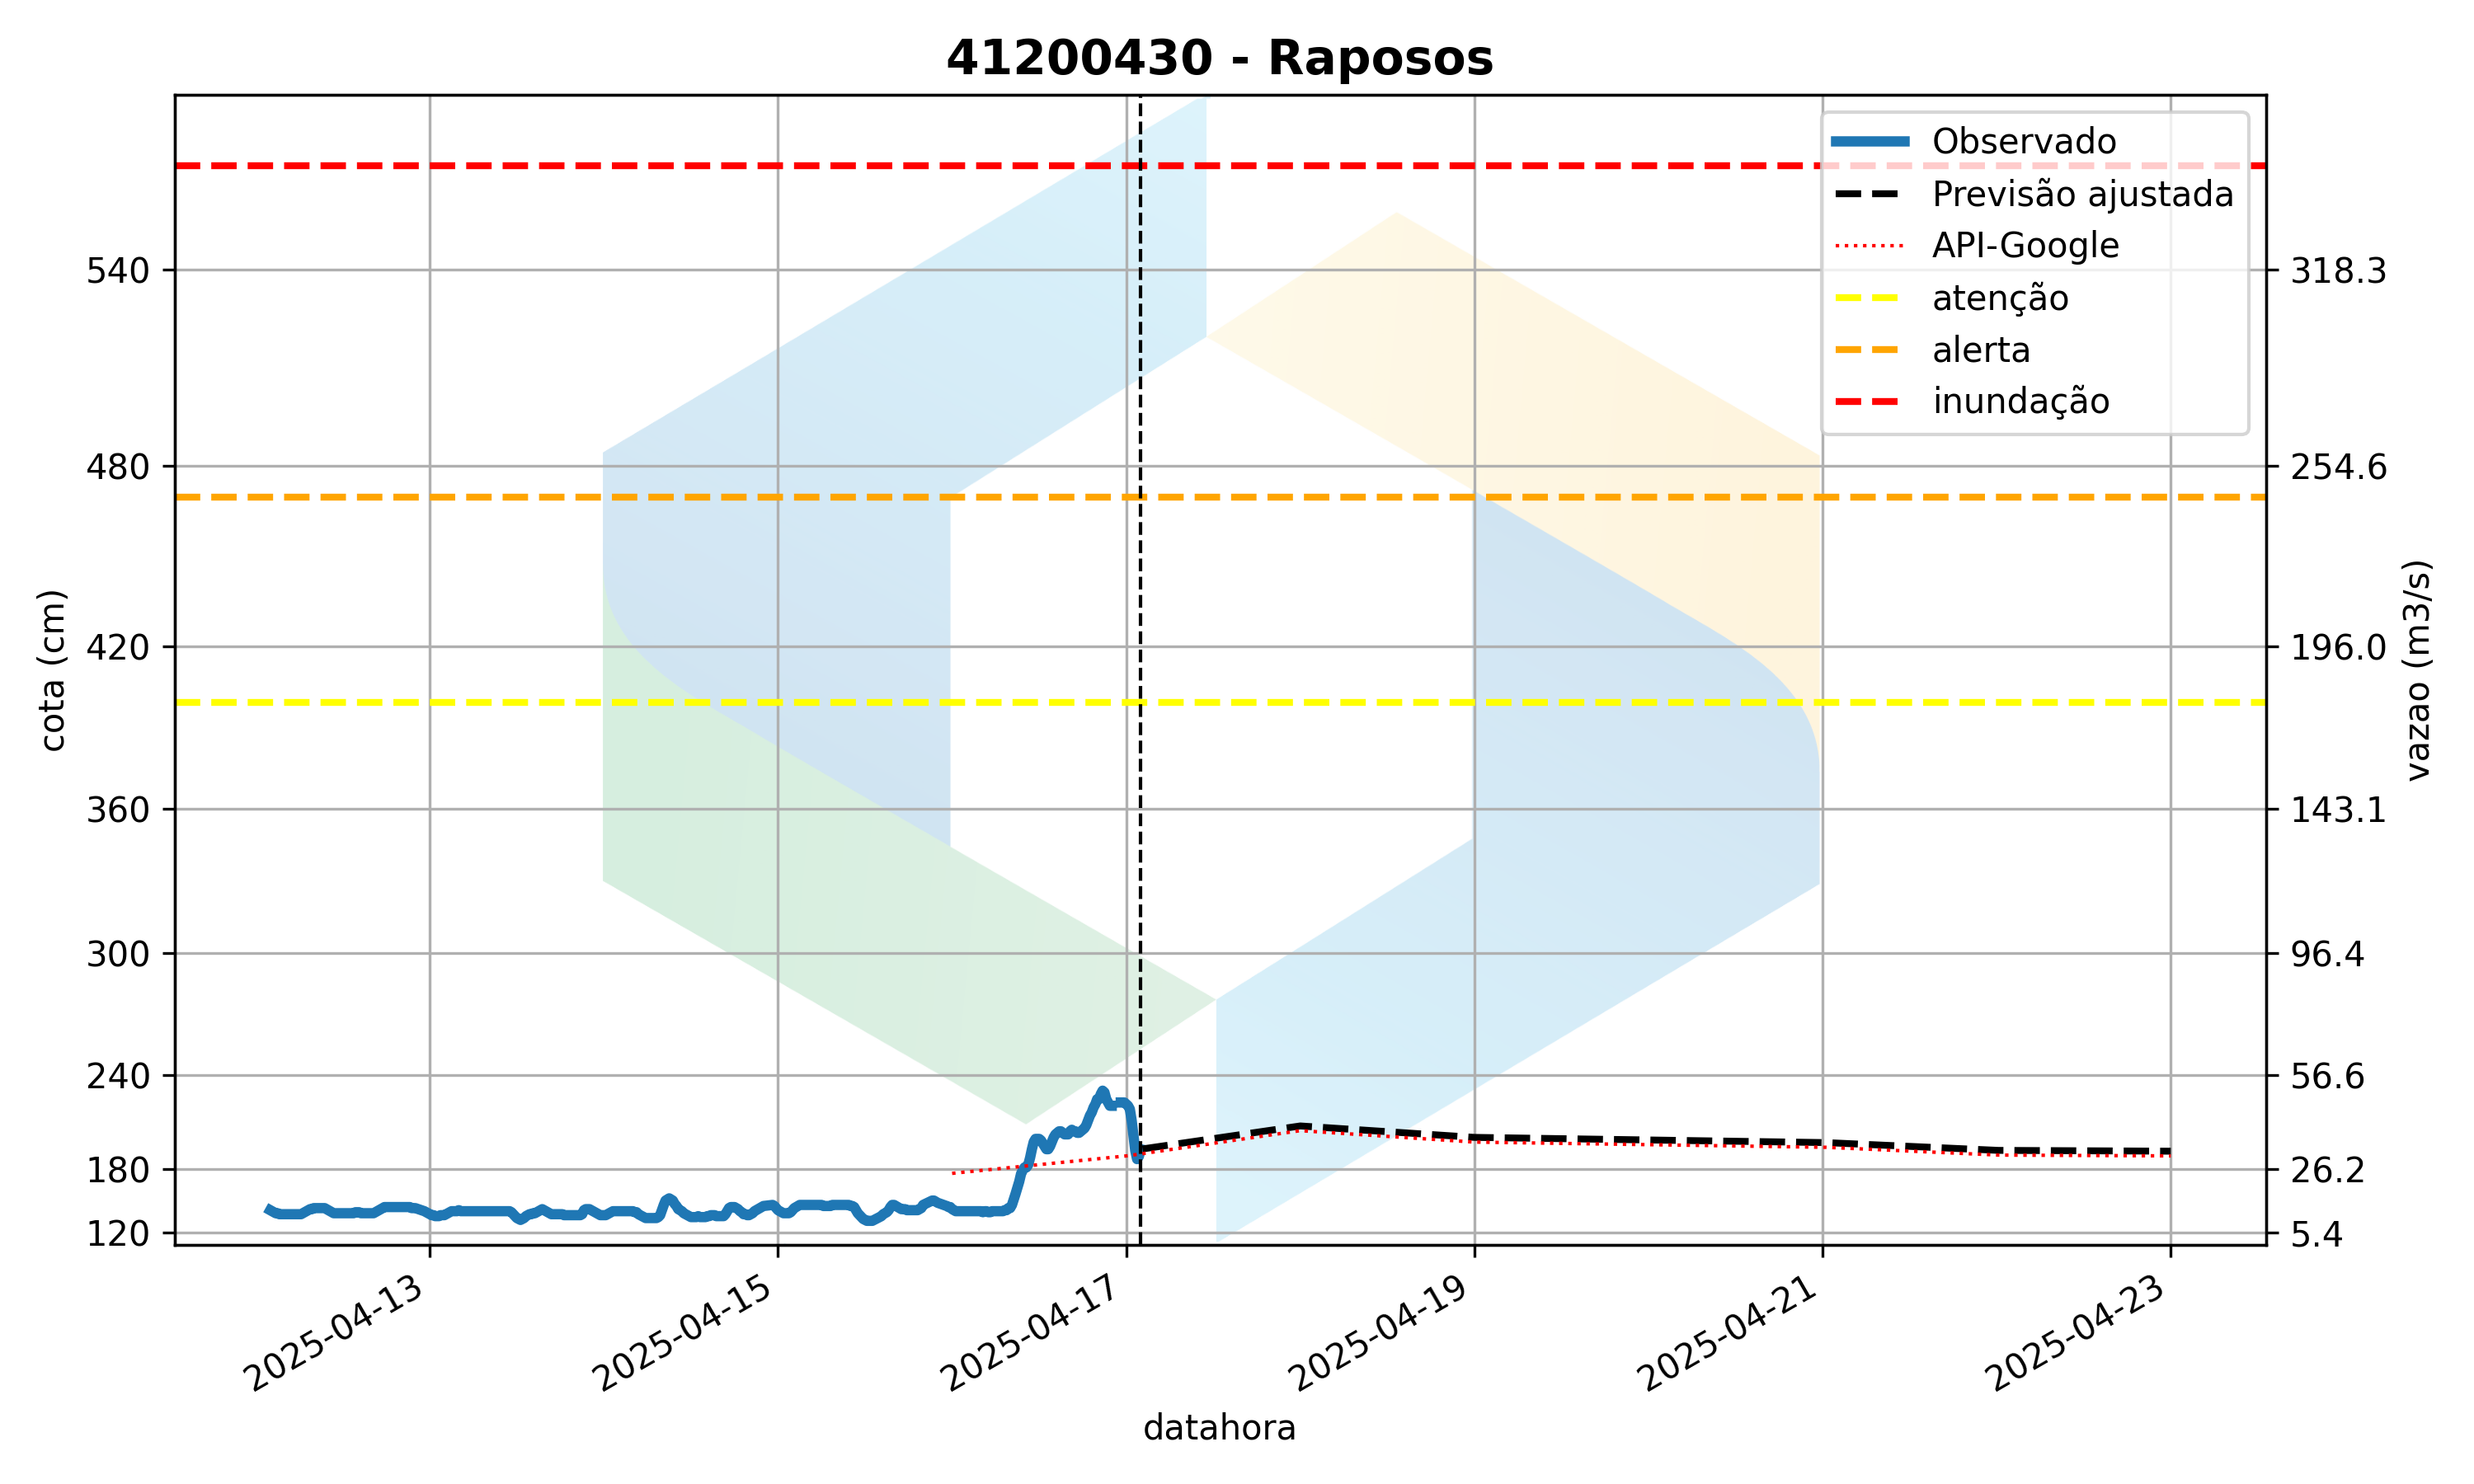 41200430 - Raposos
Observado
Previsão ajustada
API-Google
atenção
alerta
inundação
cota (cm)
540
480
420
360
300
240
180
120
vazao (m3/s)
318.3
254.6
196.0
143.1
96.4
56.6
26.2
5.4
2025-04-13
2025-04-15
2025-04-17
2025-04-19
2025-04-21
2025-04-23
datahora